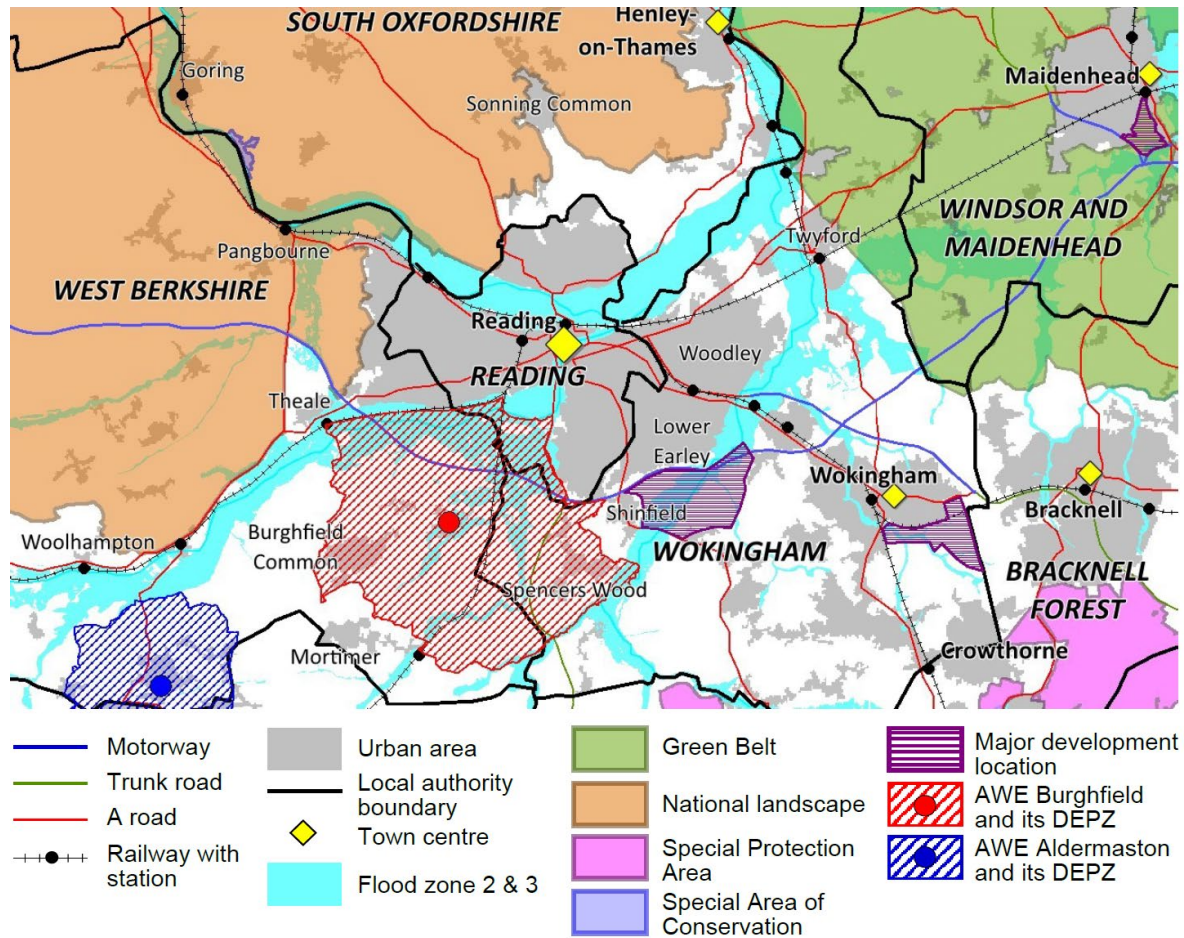 SOUTH OXFORDSHIRE
Henley-
on-Thames
Goring
Sonning Common
Maidenhead
WINDSOR AND
MAIDENHEAD
Pangbourne
Twyford
WEST BERKSHIRE
Reading
Woodley
READING
Theale
Lower
Earley
Wokingham
Bracknell
Shinfield
Burghfield
Common
Woolhampton
WOKINGHAM
BRACKNELL
FOREST
Spencers Wood
Mortimer
Crowthorne
Motorway
Trunk road
A road
Railway with
station
Urban area
Local authority
boundary
Town centre
Flood zone 2 & 3
Green Belt
National landscape
Special Protection
Area
Special Area of
Conservation
Major development
location
AWE Burghfield
and its DEPZ
AWE Aldermaston
and its DEPZ